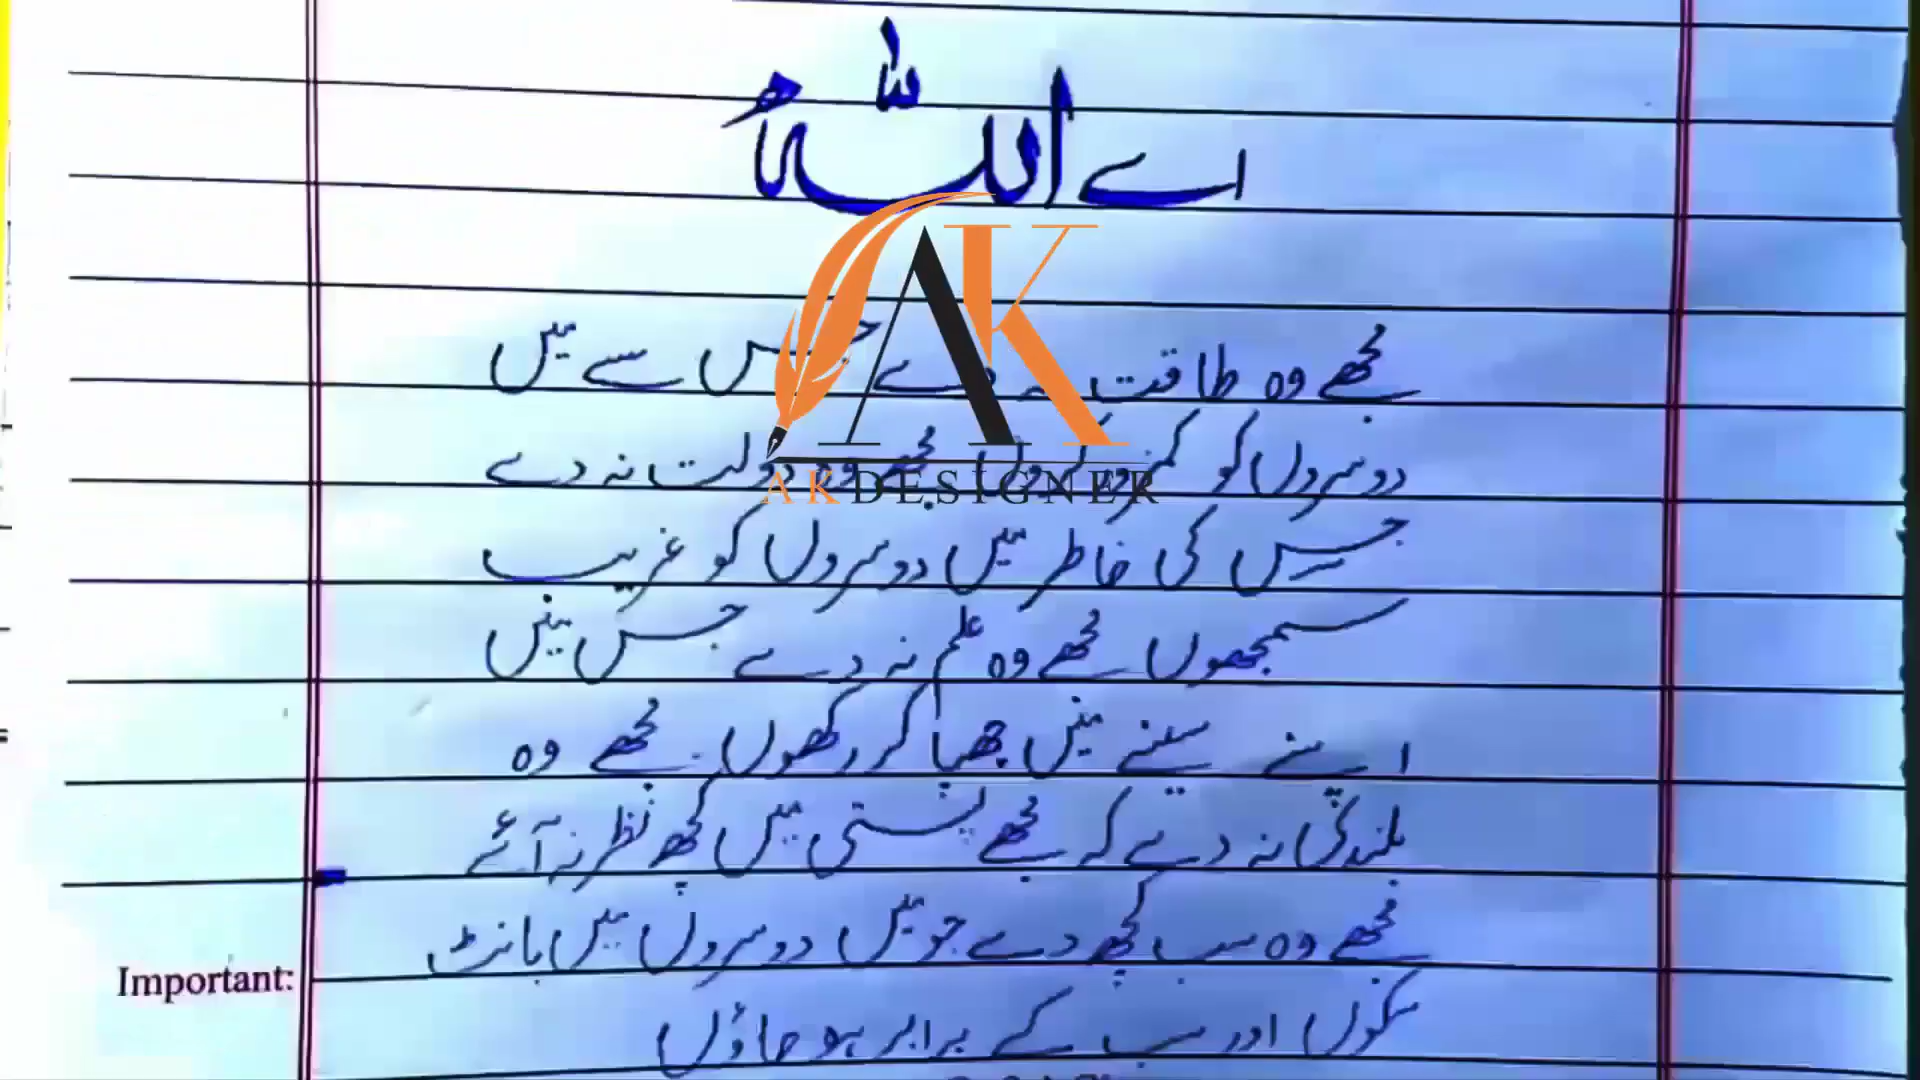 اے اللہ
مجھے وہ طاقت نہ دے جس سے میں
دوسروں کو کمزور کروں مجھے وہ دولت نہ دے
جس کی خاطر میں دوسروں کو غریب
سمجھوں مجھے وہ علم نہ دے جس میں
اپنے سینے میں چھپا کر رکھوں۔ مجھے وہ
بلندی نہ دے کہ مجھے پستی میں کچھ نظر نہ آئے
مجھے وہ سب کچھ دے جو میں دوسروں میں بانٹ
سکوں اور سب کے برابر ہو جاؤں
AK
AK DESIGNER
Important: